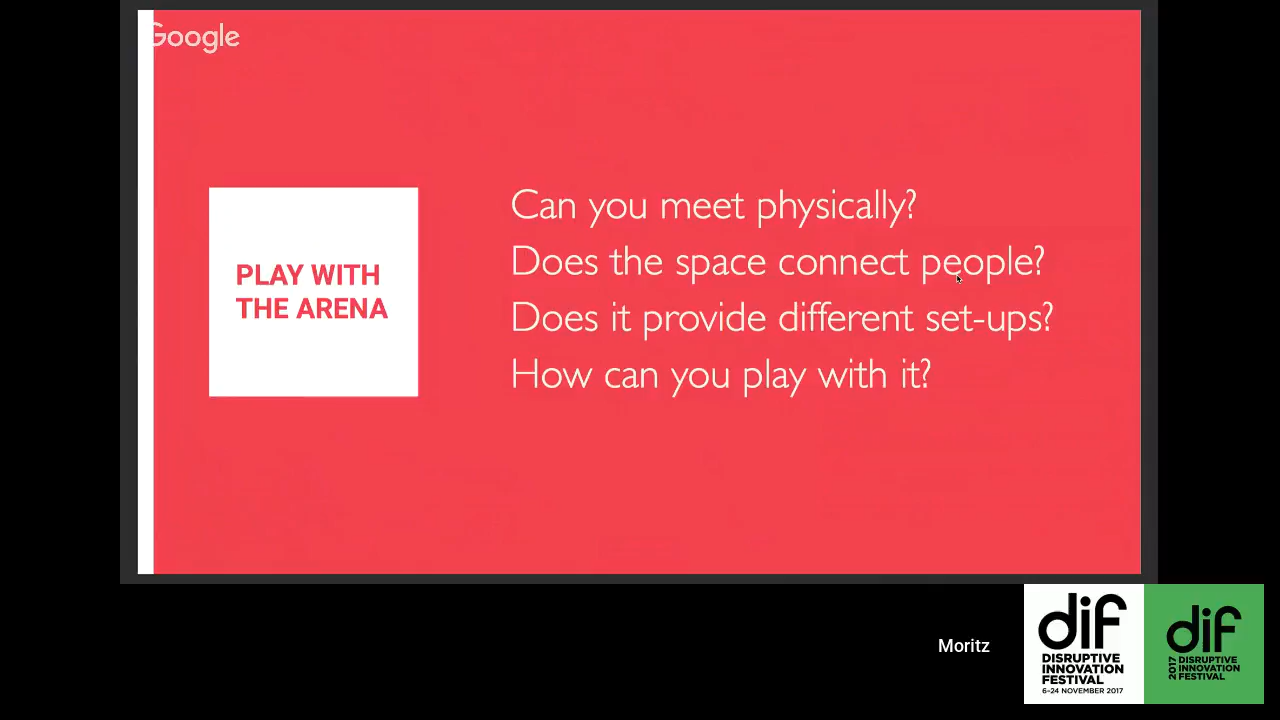 Google
PLAY WITH
THE ARENA
Can you meet physically?
Does the space connect people?
Does it provide different set-ups?
How can you play with it?
Moritz
dif
DISRUPTIVE
INNOVATION
FESTIVAL
6-24 NOVEMBER 2017
dif
2017
DISRUPTIVE
INNOVATION
FESTIVAL